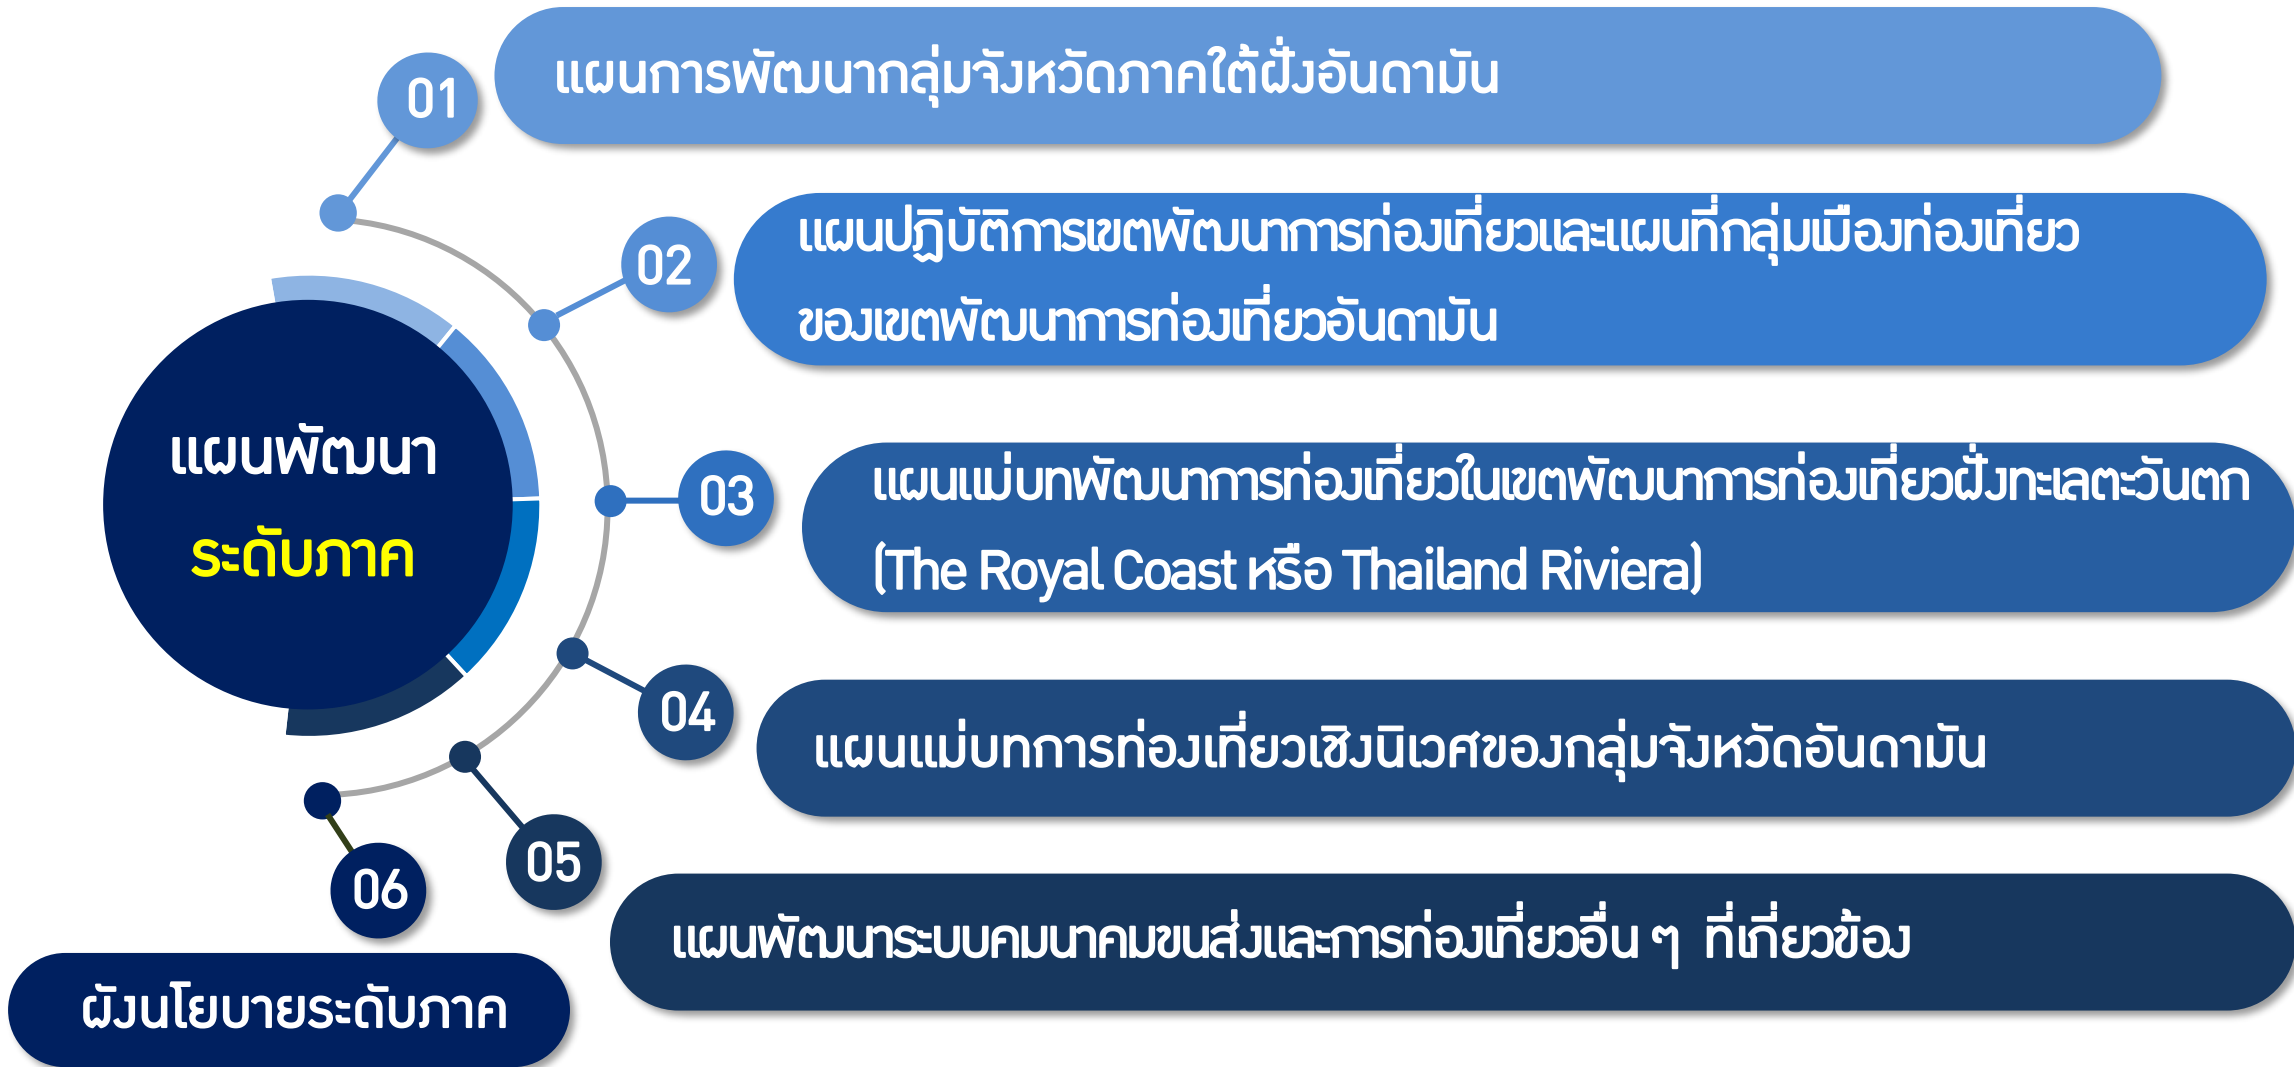 01
แผนการพัฒนากลุ่มจังหวัดภาคใต้ฝั่งอันดามัน
02
แผนปฏิบัติการเขตพัฒนาการท่องเที่ยวและแผนที่กลุ่มเมืองท่องเที่ยว
ของเขตพัฒนาการท่องเที่ยวอันดามัน
แผนพัฒนา
ระดับภาค
03
แผนแม่บทพัฒนาการท่องเที่ยวในเขตพัฒนาการท่องเที่ยวฝั่งทะเลตะวันตก
(The Royal Coast หรือ Thailand Riviera)
04
แผนแม่บทการท่องเที่ยวเชิงนิเวศของกลุ่มจังหวัดอันดามัน
05
แผนพัฒนาระบบคมนาคมขนส่งและการท่องเที่ยวอื่น ๆ ที่เกี่ยวข้อง
06
ผังนโยบายระดับภาค